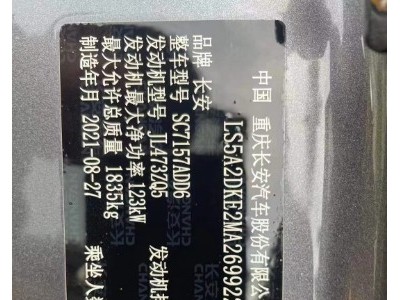 中国 重庆长安汽车股份有限公
LS5A2DKE2MA26992
品牌 长安
整车型号 SC7157ADD6
发动机型号 JL473ZQ5 发动机排
发动机最大净功率 123kW
最大允许总质量 1835kg
制造年月 2021-08-27 乘坐人